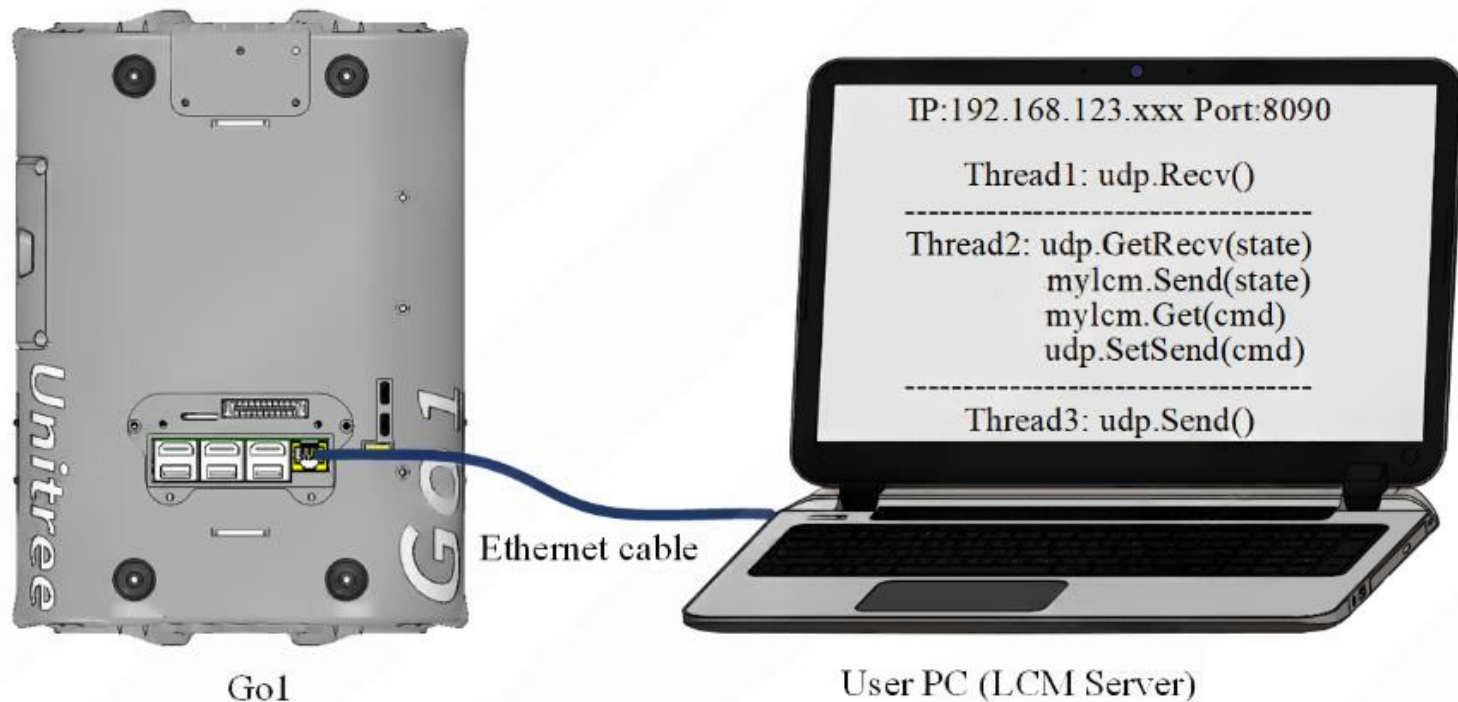 Unitree
Go1
Go1
Ethernet cable
IP:192.168.123.xxx Port:8090
Thread1: udp.Recv()
----------------------------------
Thread2: udp.GetRecv(state)
mylcm.Send(state)
mylcm.Get(cmd)
udp.SetSend(cmd)
----------------------------------
Thread3: udp.Send()
User PC (LCM Server)